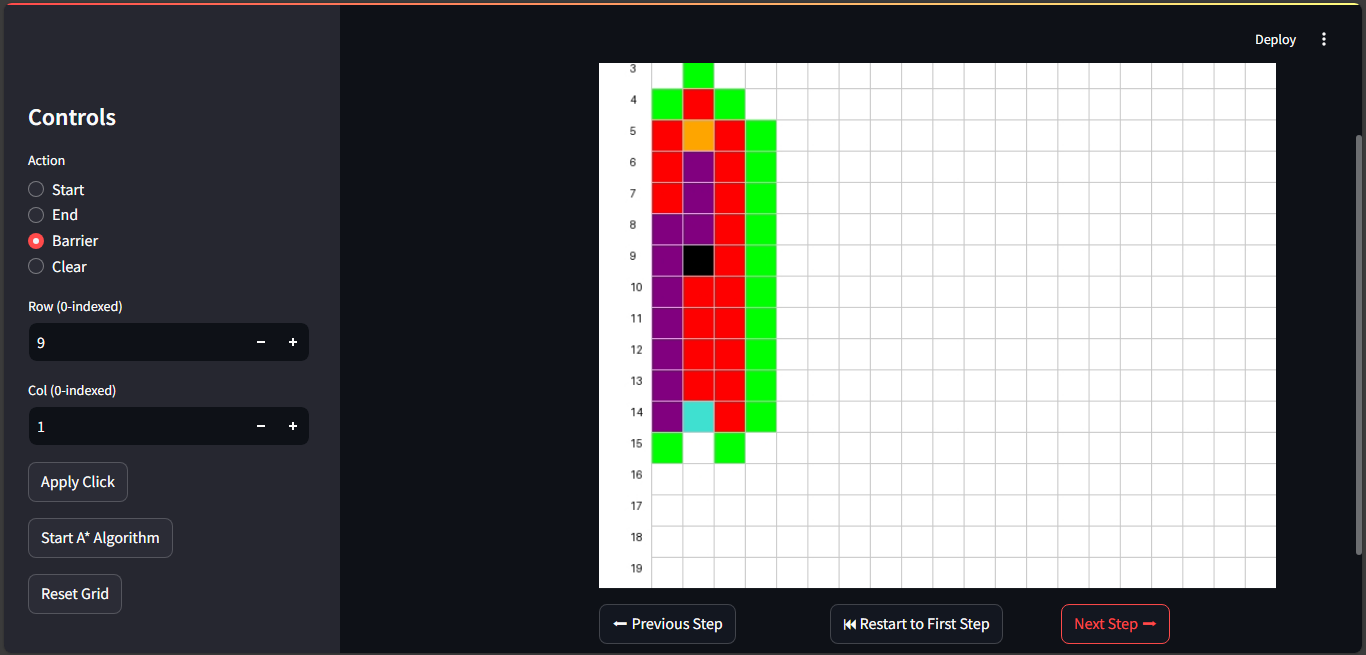 Deploy
Controls
Action
Start
End
Barrier
Clear
Row (0-indexed)
9
Col (0-indexed)
1
Apply Click
Start A* Algorithm
Reset Grid
3
4
5
6
7
8
9
10
11
12
13
14
15
16
17
18
19
Previous Step
Restart to First Step
Next Step